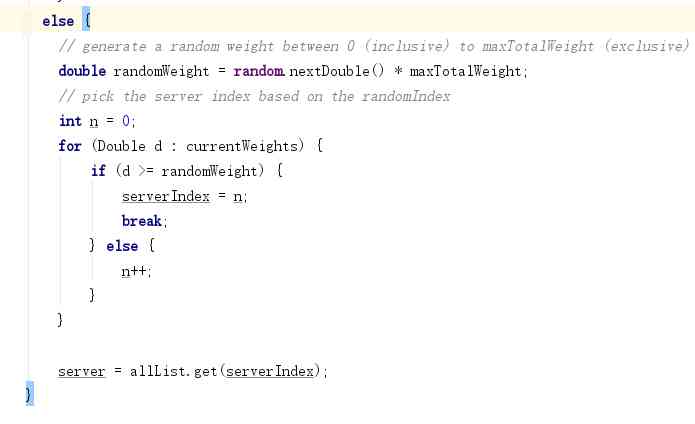 else {
// generate a random weight between 0 (inclusive) to maxTotalWeight (exclusive)
double randomWeight = random.nextDouble() * maxTotalWeight;
// pick the server index based on the randomIndex
int n = 0;
for (Double d : currentWeights) {
if (d >= randomWeight) {
serverIndex = n;
break;
} else {
n++;
}
}
server = allList.get(serverIndex);
}